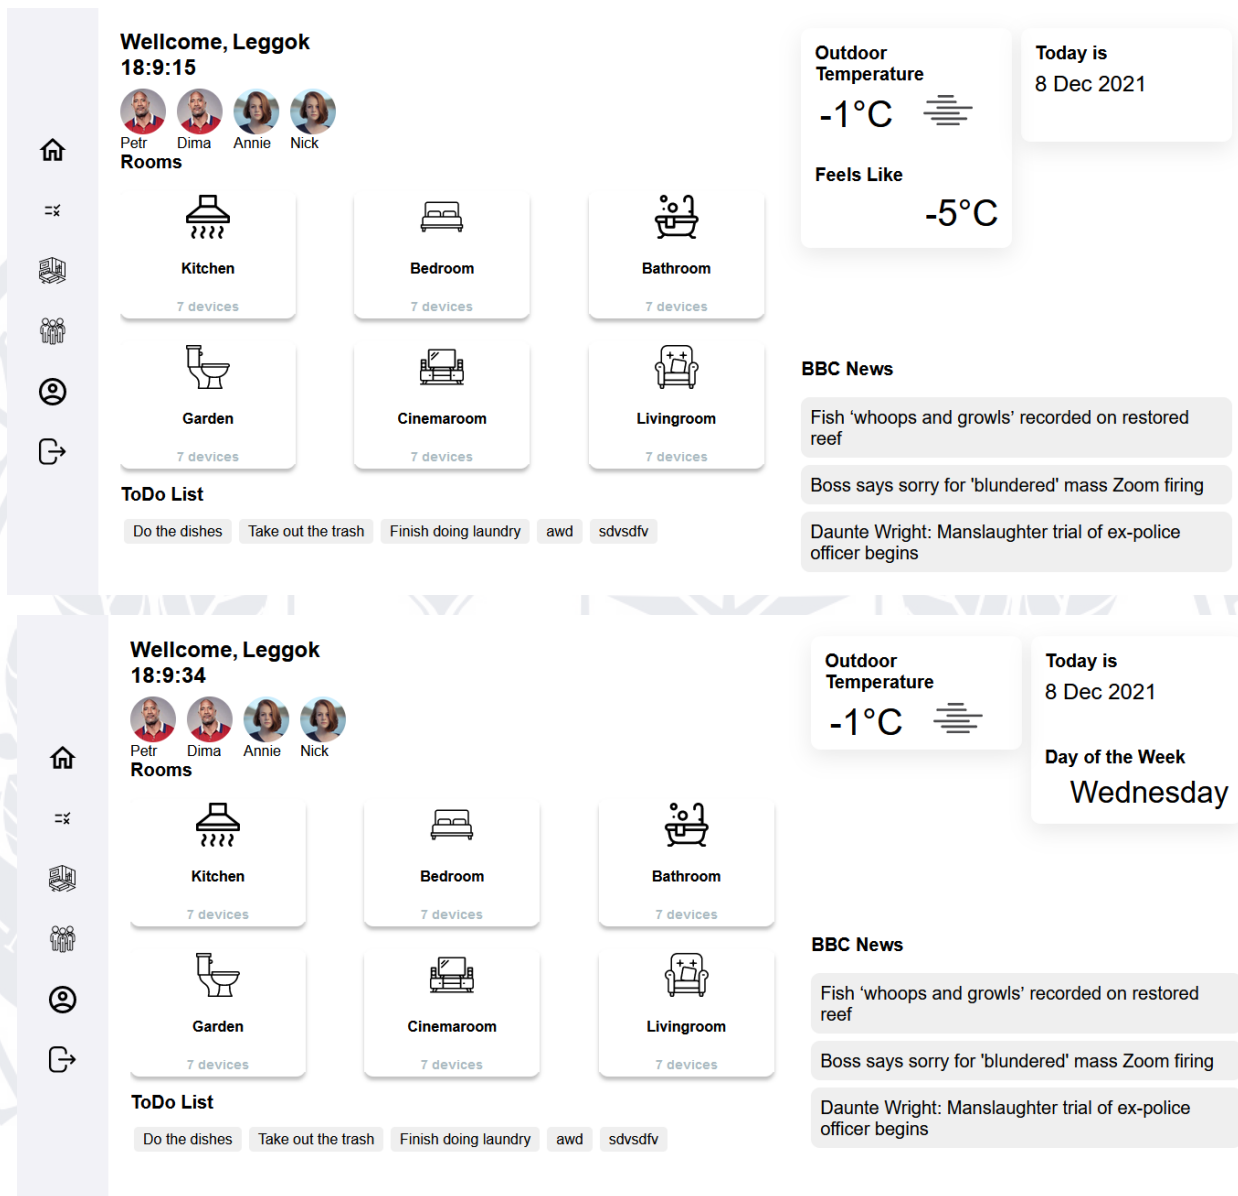 Wellcome, Leggok
18:9:15
Petr Dima Annie Nick
Rooms
Kitchen Bedroom Bathroom
7 devices 7 devices 7 devices
Garden Cinemaroom Livingroom
7 devices 7 devices 7 devices
ToDo List
Do the dishes Take out the trash Finish doing laundry awd sdvsdfv
Outdoor
Temperature
-1°C
Feels Like
-5°C
Today is
8 Dec 2021
BBC News
Fish ‘whoops and growls’ recorded on restored
reef
Boss says sorry for 'blundered' mass Zoom firing
Daunte Wright: Manslaughter trial of ex-police
officer begins
Wellcome, Leggok
18:9:34
Petr Dima Annie Nick
Rooms
Kitchen Bedroom Bathroom
7 devices 7 devices 7 devices
Garden Cinemaroom Livingroom
7 devices 7 devices 7 devices
ToDo List
Do the dishes Take out the trash Finish doing laundry awd sdvsdfv
Outdoor
Temperature
-1°C
Today is
8 Dec 2021
Day of the Week
Wednesday
BBC News
Fish ‘whoops and growls’ recorded on restored
reef
Boss says sorry for 'blundered' mass Zoom firing
Daunte Wright: Manslaughter trial of ex-police
officer begins